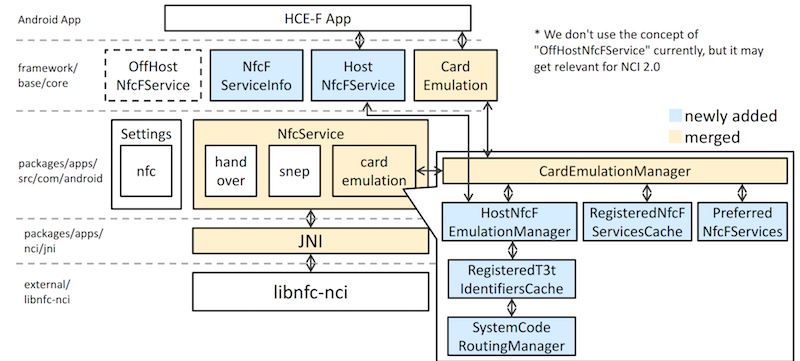 Android App
HCE-F App
* We don't use the concept of
"OffHostNfcFService" currently, but it may
get relevant for NCI 2.0
framework/
base/core
OffHost
NfcFService
NfcF
ServiceInfo
Host
NfcFService
Card
Emulation
newly added
merged
packages/apps/
src/com/android
Settings
nfc
NfcService
hand
over
snep
card
emulation
CardEmulationManager
HostNfcF
EmulationManager
RegisteredNfcF
ServicesCache
Preferred
NfcFServices
packages/apps/
nci/jni
JNI
RegisteredT3t
IdentifiersCache
external/
libnfc-nci
libnfc-nci
SystemCode
RoutingManager